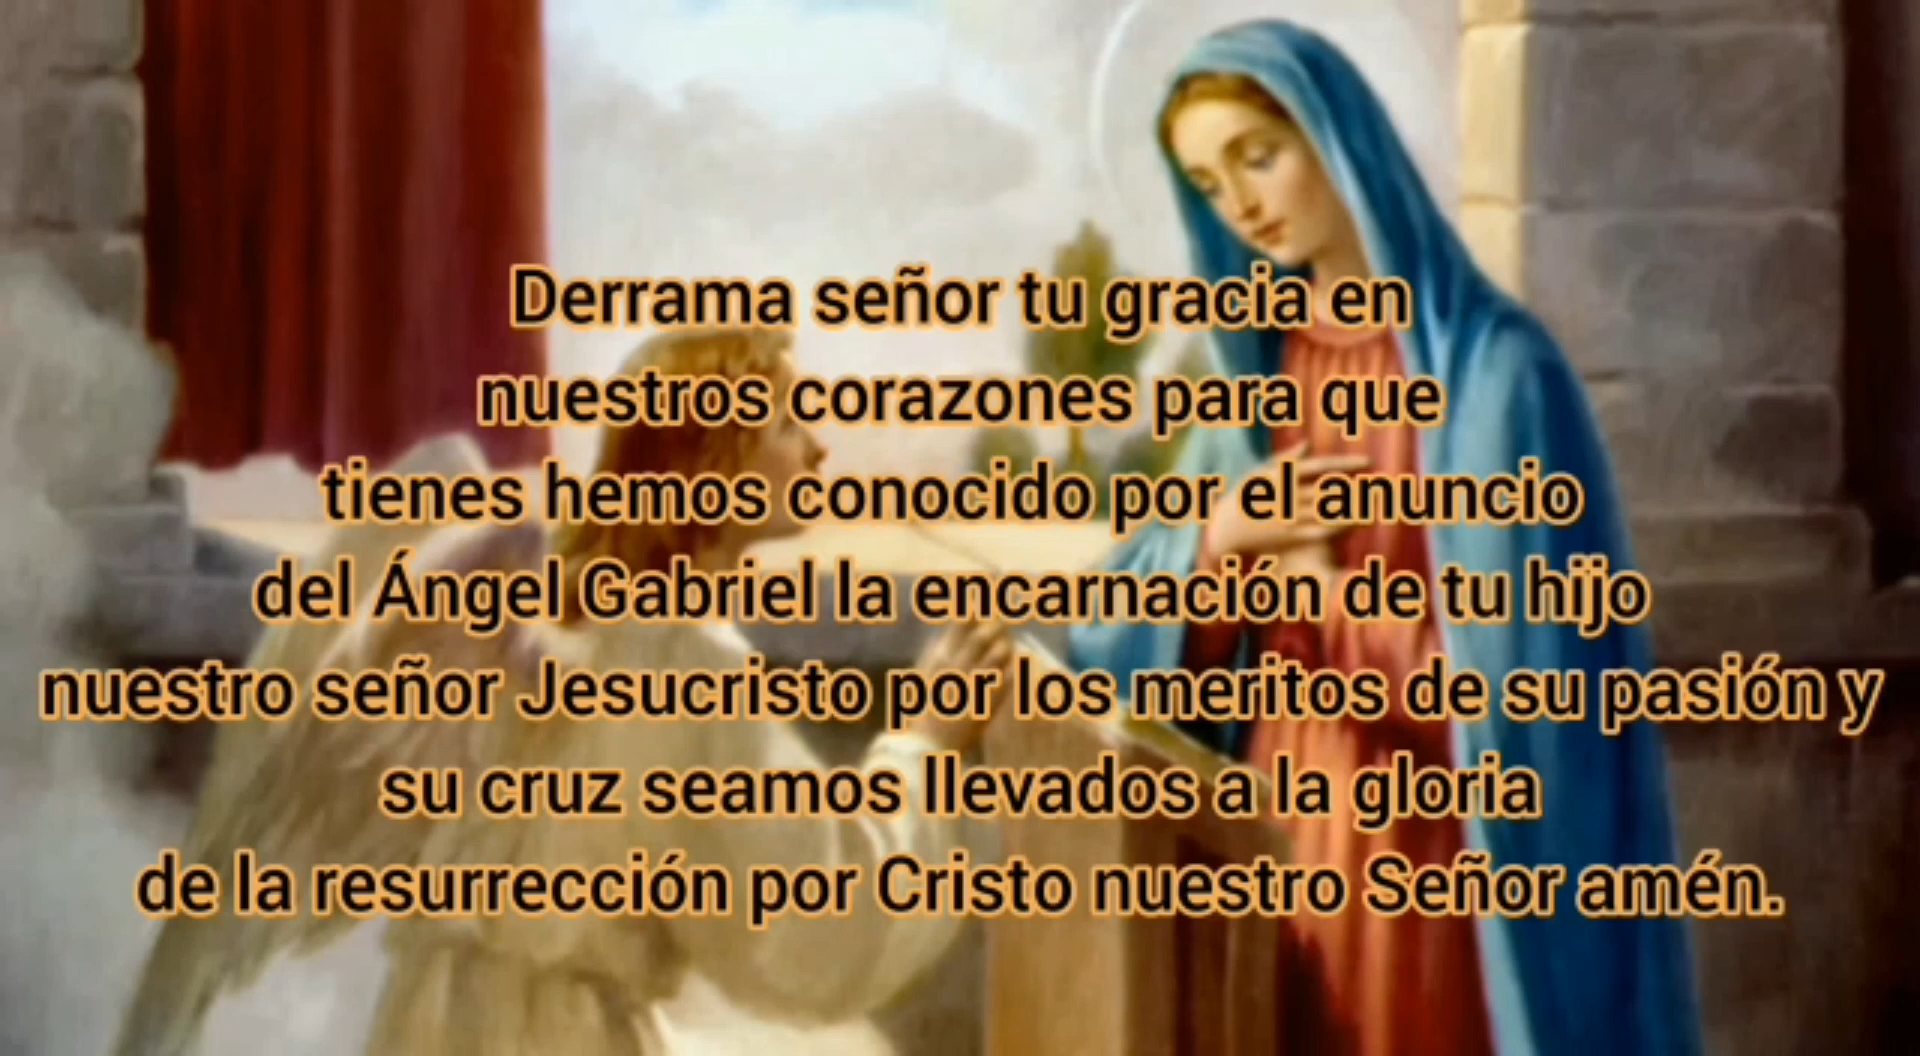 Derrama señor tu gracia en
nuestros corazones para que
tienes hemos conocido por el anuncio
del Ángel Gabriel la encarnación de tu hijo
nuestro señor Jesucristo por los meritos de su pasión y
su cruz seamos llevados a la gloria
de la resurrección por Cristo nuestro Señor amén.